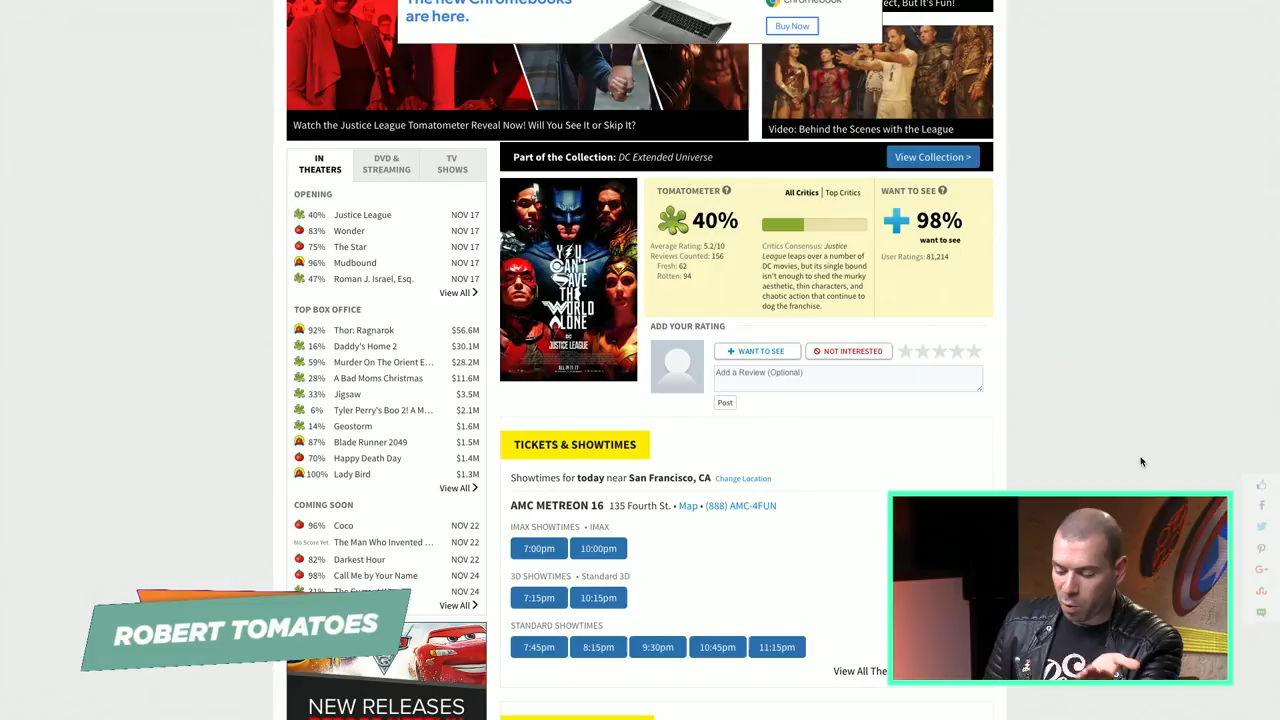 The new Chromebooks
are here.
chromebook
Buy Now
ect, But It's Fun!
Watch the Justice League Tomatometer Reveal Now! Will You See It or Skip It?
Video: Behind the Scenes with the League
IN THEATERS
DVD & STREAMING
TV SHOWS
OPENING
40% Justice League NOV 17
83% Wonder NOV 17
75% The Star NOV 17
96% Mudbound NOV 17
47% Roman J. Israel, Esq. NOV 17
View All
TOP BOX OFFICE
92% Thor: Ragnarok $56.6M
16% Daddy's Home 2 $30.1M
59% Murder On The Orient E... $28.2M
28% A Bad Moms Christmas $11.6M
33% Jigsaw $3.5M
6% Tyler Perry's Boo 2! A M... $2.1M
14% Geostorm $1.6M
87% Blade Runner 2049 $1.5M
70% Happy Death Day $1.4M
100% Lady Bird $1.3M
View All
COMING SOON
96% Coco NOV 22
No Score Yet The Man Who Invented ... NOV 22
82% Darkest Hour NOV 22
98% Call Me by Your Name NOV 24
NOV 24
View All
ROBERT TOMATOES
NEW RELEASES
Part of the Collection: DC Extended Universe
View Collection >
YOU
CAN'T
SAVE
THE
WORLD
ALONE
JUSTICE LEAGUE
TOMATOMETER
All Critics | Top Critics
40%
Average Rating: 5.2/10
Reviews Counted: 156
Fresh: 62
Rotten: 94
Critics Consensus: Justice
League leaps over a number of
DC movies, but its single bound
isn't enough to shed the murky
aesthetic, thin characters, and
chaotic action that continue to
dog the franchise.
WANT TO SEE
98%
want to see
User Ratings: 81,214
ADD YOUR RATING
WANT TO SEE
NOT INTERESTED
Add a Review (Optional)
Post
TICKETS & SHOWTIMES
Showtimes for today near San Francisco, CA Change Location
AMC METREON 16 135 Fourth St. • Map • (888) AMC-4FUN
IMAX SHOWTIMES • IMAX
7:00pm 10:00pm
3D SHOWTIMES • Standard 3D
7:15pm 10:15pm
STANDARD SHOWTIMES
7:45pm 8:15pm 9:30pm 10:45pm 11:15pm
View All The